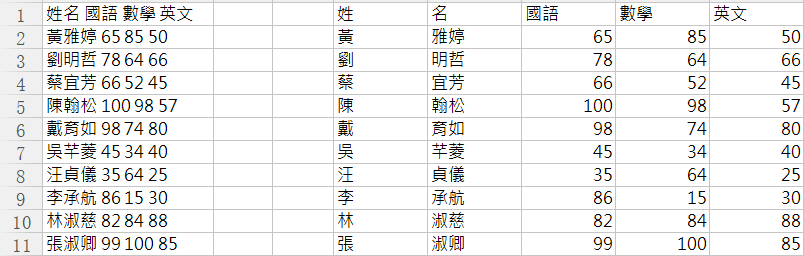 1 姓名 國語 數學 英文 姓 名 國語 數學 英文
2 黃雅婷 65 85 50 黃 雅婷 65 85 50
3 劉明哲 78 64 66 劉 明哲 78 64 66
4 蔡宜芳 66 52 45 蔡 宜芳 66 52 45
5 陳翰松 100 98 57 陳 翰松 100 98 57
6 戴育如 98 74 80 戴 育如 98 74 80
7 吳芊菱 45 34 40 吳 芊菱 45 34 40
8 汪貞儀 35 64 25 汪 貞儀 35 64 25
9 李承航 86 15 30 李 承航 86 15 30
10 林淑慈 82 84 88 林 淑慈 82 84 88
11 張淑卿 99 100 85 張 淑卿 99 100 85